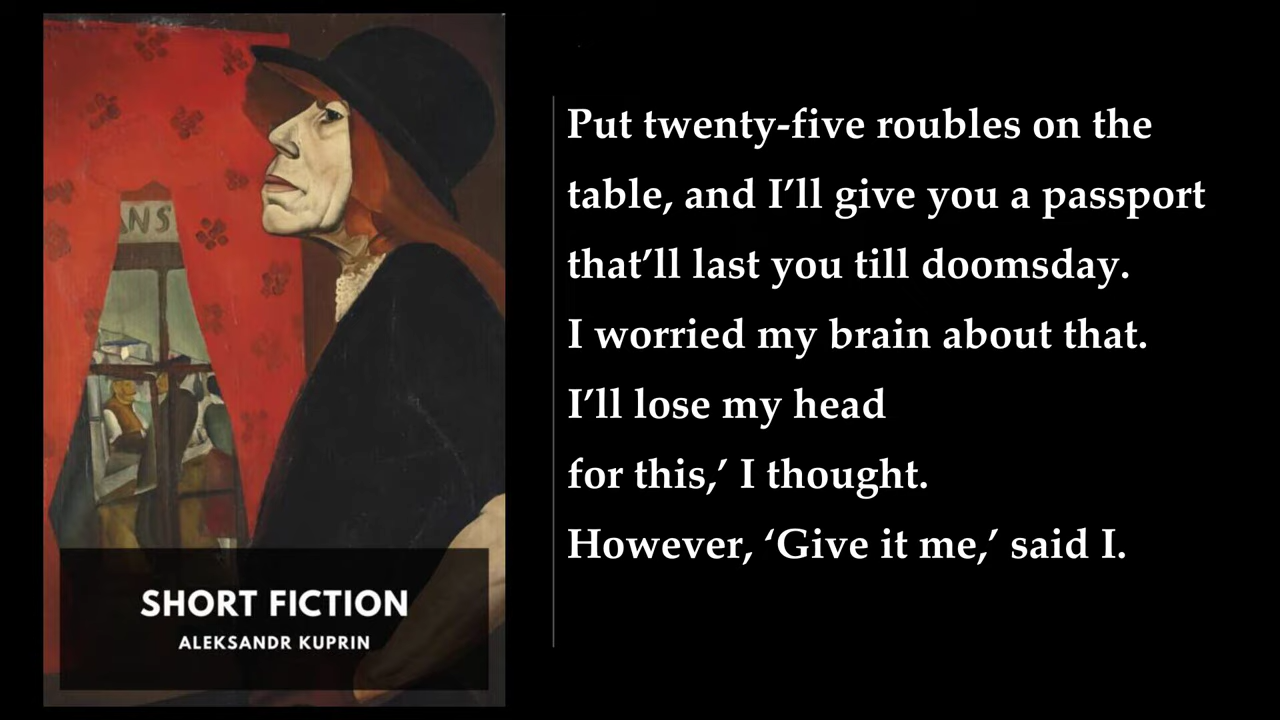 ANS
SHORT FICTION
ALEKSANDR KUPRIN
Put twenty-five roubles on the
table, and I’ll give you a passport
that’ll last you till doomsday.
I worried my brain about that.
I’ll lose my head
for this,’ I thought.
However, ‘Give it me,’ said I.